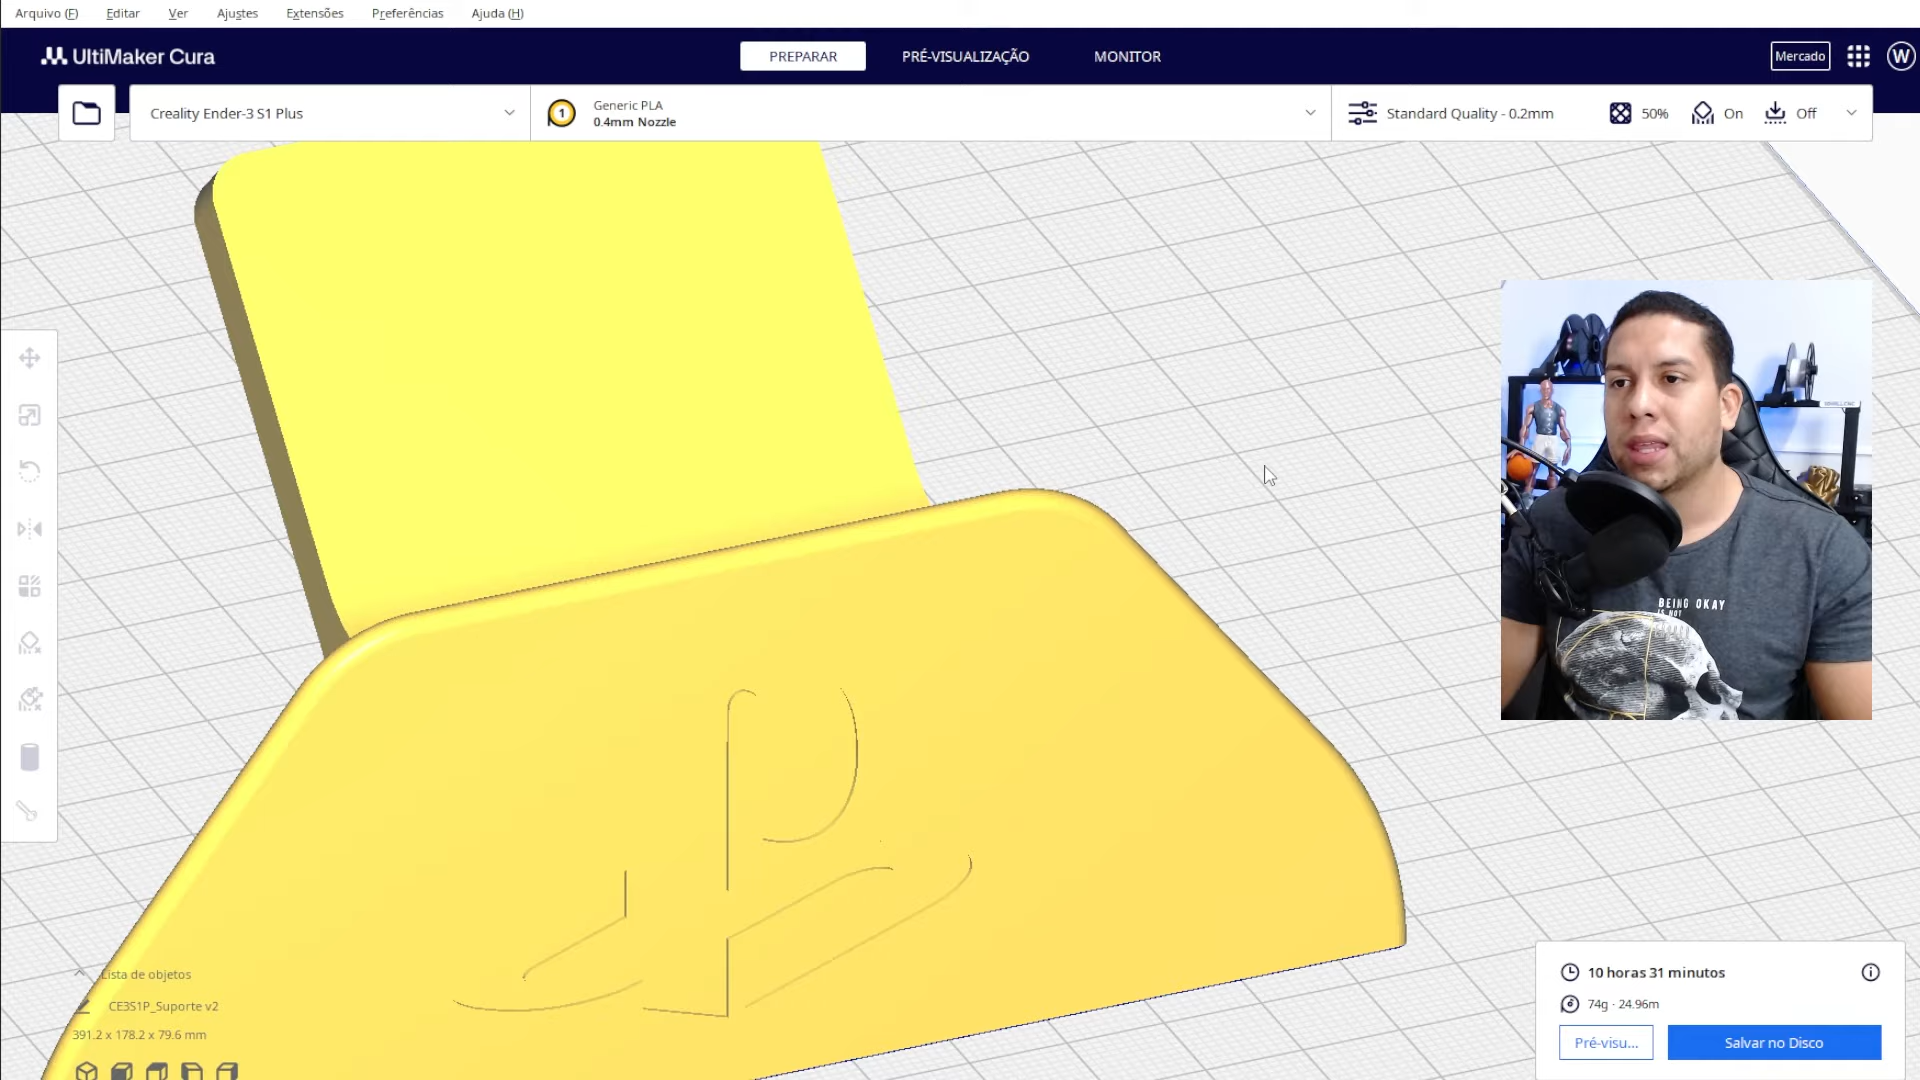 Arquivo (F) Editar Ver Ajustes Extensões Preferências Ajuda (H)
UltiMaker Cura PREPARAR PRÉ-VISUALIZAÇÃO MONITOR Mercado W
Creality Ender-3 S1 Plus
1
Generic PLA
0.4mm Nozzle
Standard Quality - 0.2mm 50% On Off
BEING OKAY
IS NOT
Lista de objetos
CE3S1P_Suporte v2
391.2 x 178.2 x 79.6 mm
10 horas 31 minutos
74g · 24.96m
Pré-visu...
Salvar no Disco